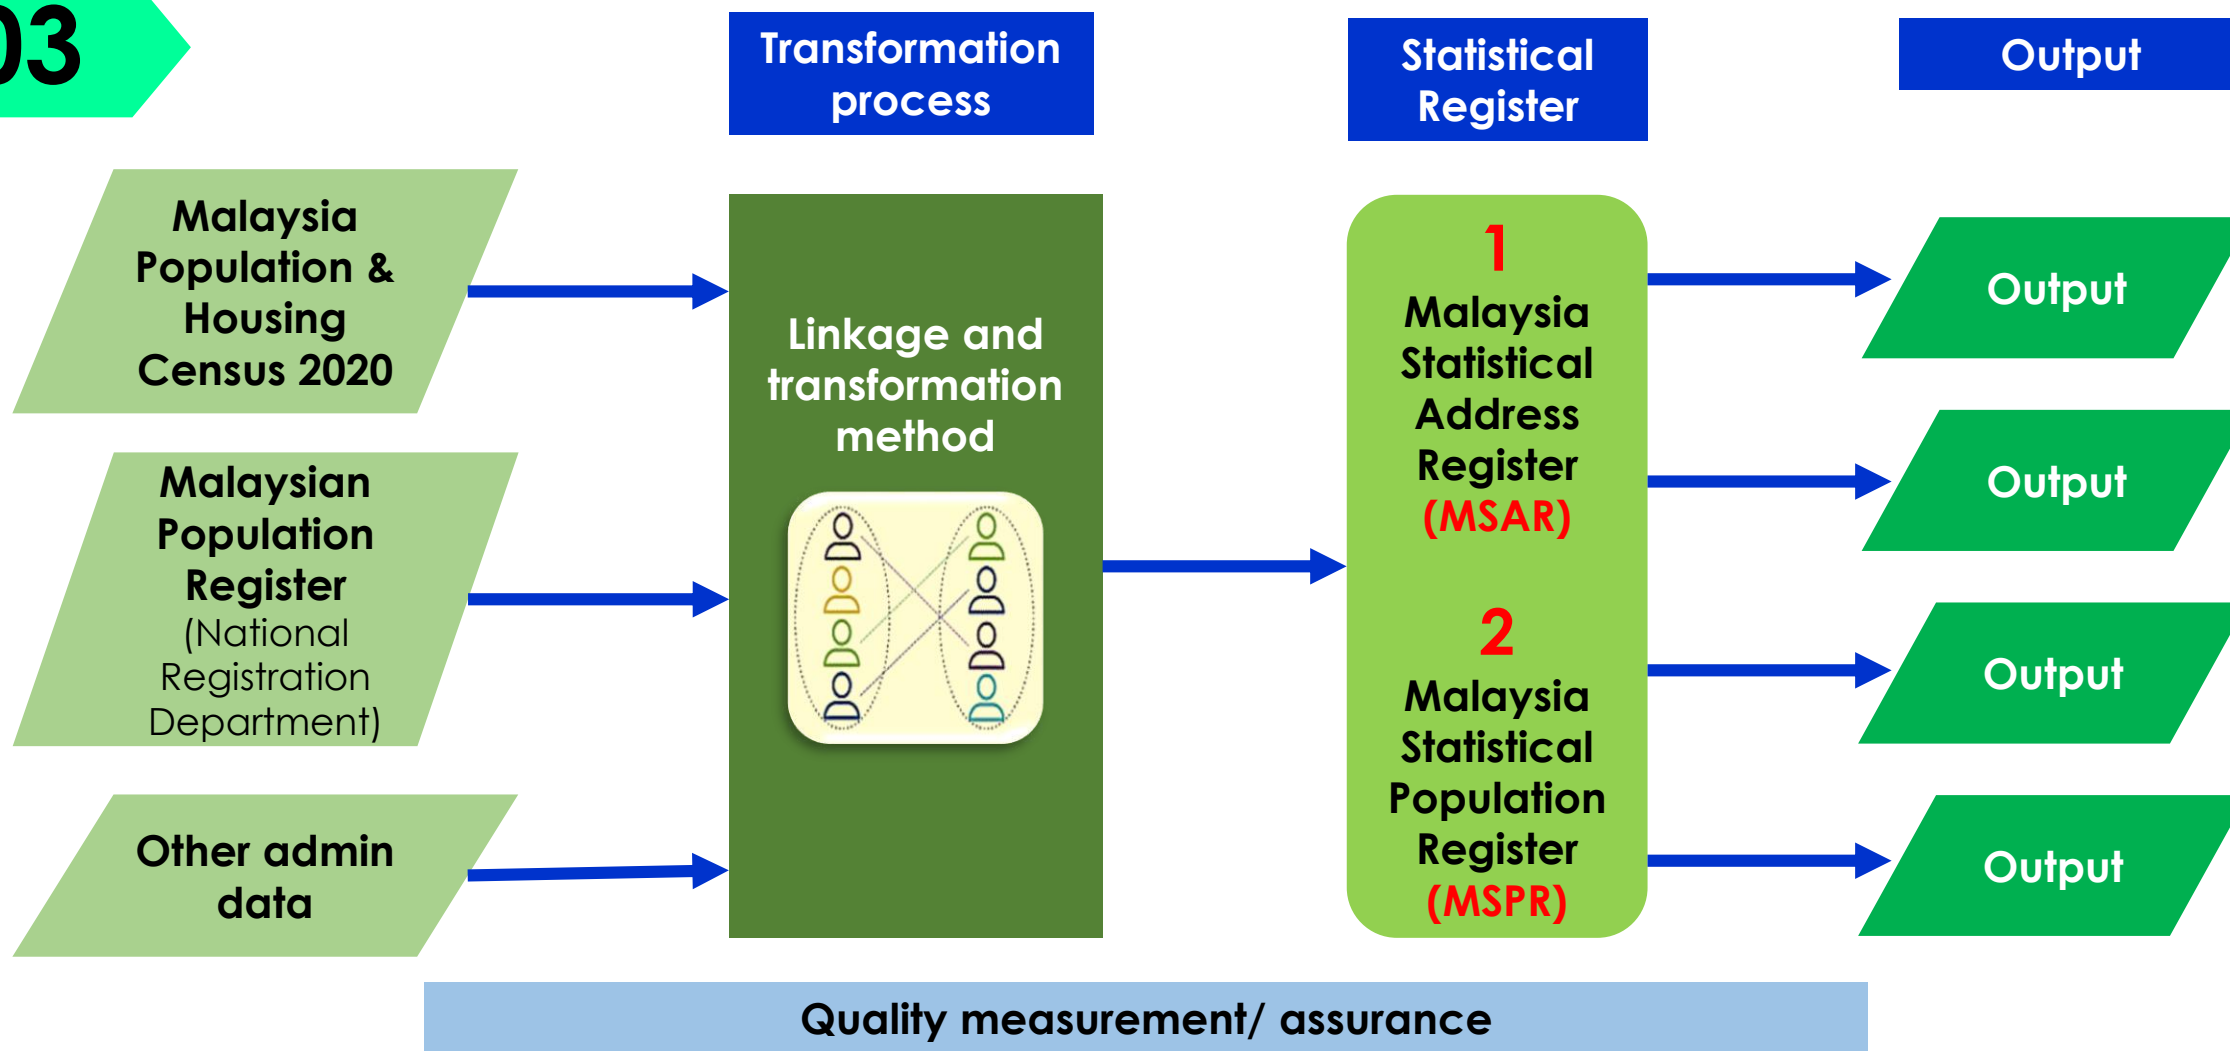 03
Transformation
process
Statistical
Register
Output
Malaysia
Population &
Housing
Census 2020
Malaysian
Population
Register
(National
Registration
Department)
Other admin
data
Linkage and
transformation
method
1
Malaysia
Statistical
Address
Register
(MSAR)
2
Malaysia
Statistical
Population
Register
(MSPR)
Output
Output
Output
Output
Quality measurement/ assurance